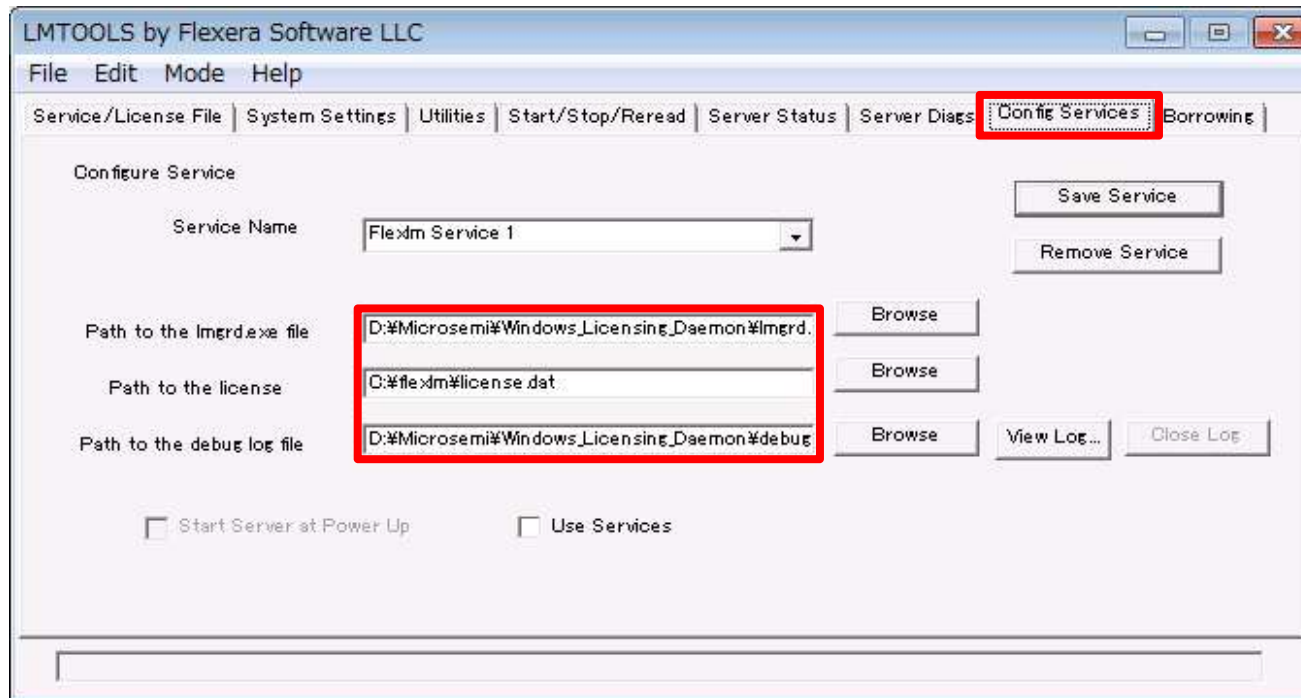 LMTOOLS by Flexera Software LLC
File Edit Mode Help
Service/License File System Settings Utilities Start/Stop/Reread Server Status Server Diags Config Services Borrowing
Configure Service
Save Service
Service Name Flexlm Service 1
Remove Service
Path to the lmgrd.exe file D:¥Microsemi¥Windows_Licensing_Daemon¥lmgrd. Browse
Path to the license C:¥flexlm¥license.dat Browse
Path to the debug log file D:¥Microsemi¥Windows_Licensing_Daemon¥debug Browse View Log... Close Log
Start Server at Power Up Use Services